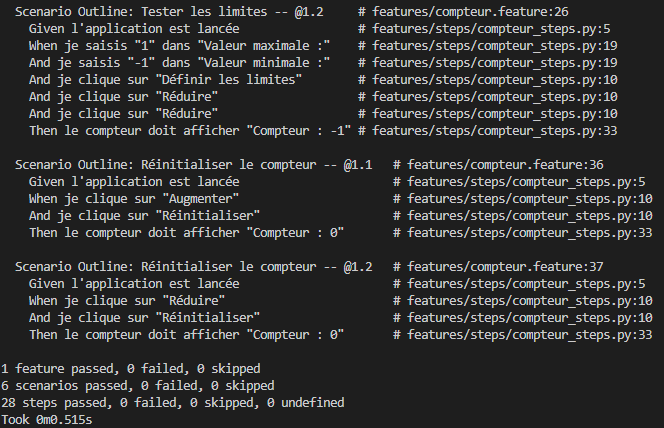 Scenario Outline: Tester les limites -- @1.2     # features/compteur.feature:26
Given l'application est lancée                 # features/steps/compteur_steps.py:5
When je saisis "1" dans "Valeur maximale :"    # features/steps/compteur_steps.py:19
And je saisis "-1" dans "Valeur minimale :"    # features/steps/compteur_steps.py:19
And je clique sur "Définir les limites"        # features/steps/compteur_steps.py:10
And je clique sur "Réduire"                    # features/steps/compteur_steps.py:10
And je clique sur "Réduire"                    # features/steps/compteur_steps.py:10
Then le compteur doit afficher "Compteur : -1" # features/steps/compteur_steps.py:33
Scenario Outline: Réinitialiser le compteur -- @1.1   # features/compteur.feature:36
Given l'application est lancée                      # features/steps/compteur_steps.py:5
When je clique sur "Augmenter"                      # features/steps/compteur_steps.py:10
And je clique sur "Réinitialiser"                   # features/steps/compteur_steps.py:10
Then le compteur doit afficher "Compteur : 0"       # features/steps/compteur_steps.py:33
Scenario Outline: Réinitialiser le compteur -- @1.2   # features/compteur.feature:37
Given l'application est lancée                      # features/steps/compteur_steps.py:5
When je clique sur "Réduire"                        # features/steps/compteur_steps.py:10
And je clique sur "Réinitialiser"                   # features/steps/compteur_steps.py:10
Then le compteur doit afficher "Compteur : 0"       # features/steps/compteur_steps.py:33
1 feature passed, 0 failed, 0 skipped
6 scenarios passed, 0 failed, 0 skipped
28 steps passed, 0 failed, 0 skipped, 0 undefined
Took 0m0.515s